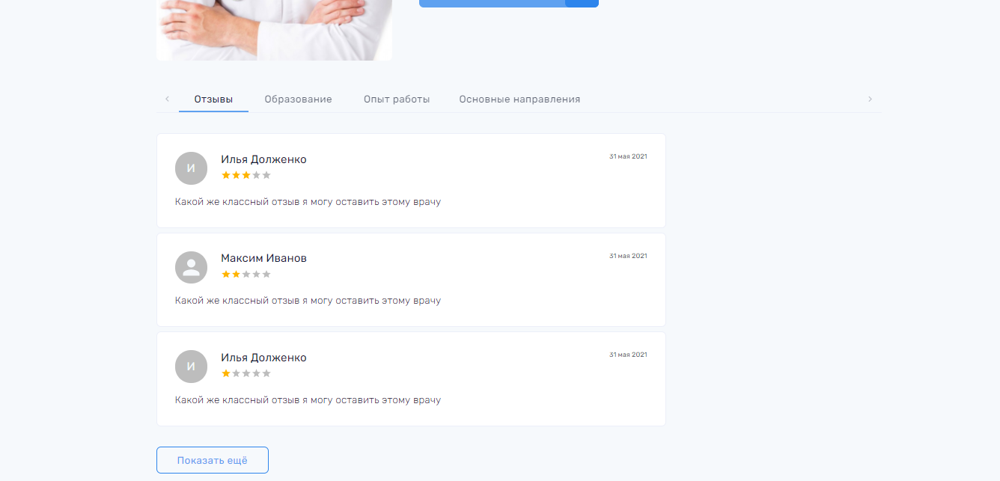 Отзывы Образование Опыт работы Основные направления
И Илья Долженко 31 мая 2021
Какой же классный отзыв я могу оставить этому врачу
Максим Иванов 31 мая 2021
Какой же классный отзыв я могу оставить этому врачу
И Илья Долженко 31 мая 2021
Какой же классный отзыв я могу оставить этому врачу
Показать ещё